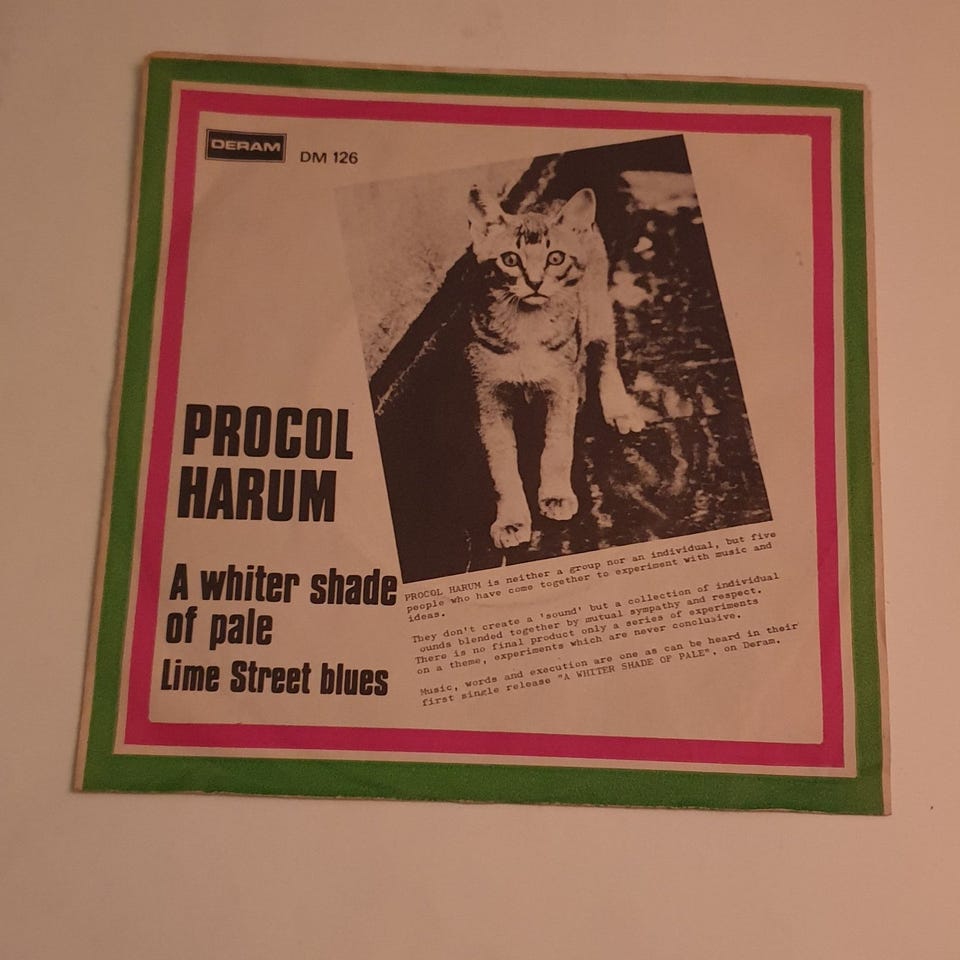 DERAM
DM 126
PROCOL
HARUM
A whiter shade
of pale
Lime Street blues
PROCOL HARUM is neither a group nor an individual, but five
people who have come together to experiment with music and
ideas.
They don't create a 'sound' but a collection of individual
ounds blended together by mutual sympathy and respect.
There is no final product only a series of experiments
on a theme, experiments which are never conclusive.
Music, words and execution are one as can be heard in their
first single release "A WHITER SHADE OF PALE", on Deram.